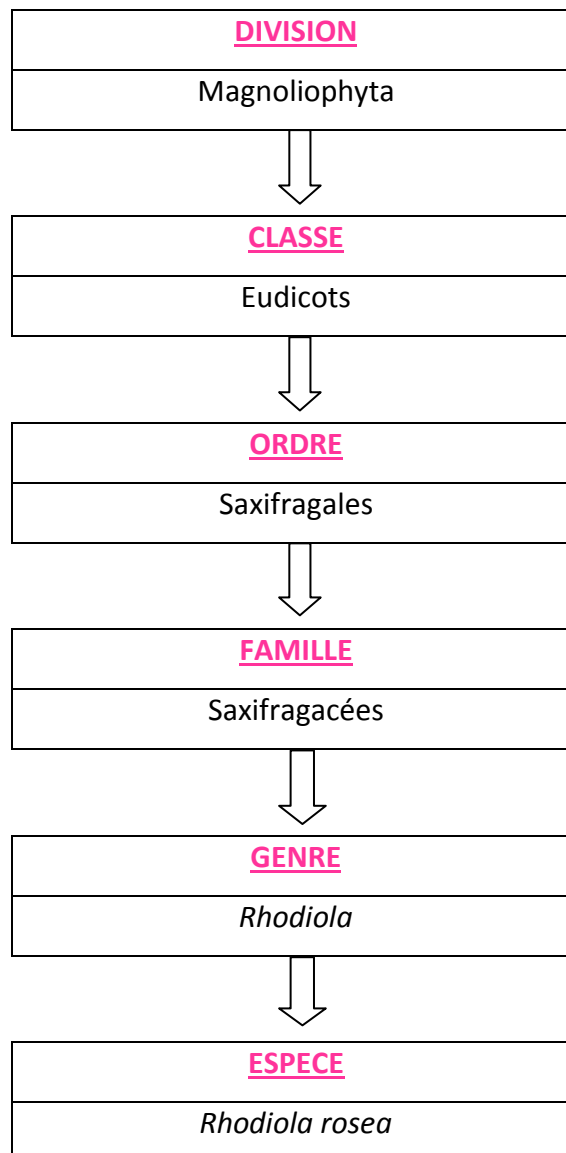 DIVISION
Magnoliophyta
CLASSE
Eudicots
ORDRE
Saxifragales
FAMILLE
Saxifragacées
GENRE
Rhodiola
ESPECE
Rhodiola rosea